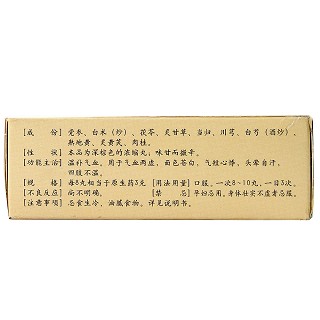 [成　份] 党参、白术（炒）、茯苓、炙甘草、当归、川芎、白芍（酒炒）、
熟地黄、炙黄芪、肉桂。
[性　状] 本品为深棕色的浓缩丸；味甘而微辛。
[功能主治] 温补气血。用于气血两虚，面色苍白，气短心悸，头晕自汗，
四肢不温。
[规　格] 每8丸相当于原生药3克 [用法用量] 口服。一次8~10丸，一日3次。
[不良反应] 尚不明确。 [禁　忌] 孕妇忌用。身体壮实不虚者忌服。
[注意事项] 忌食生冷、油腻食物。详见说明书。